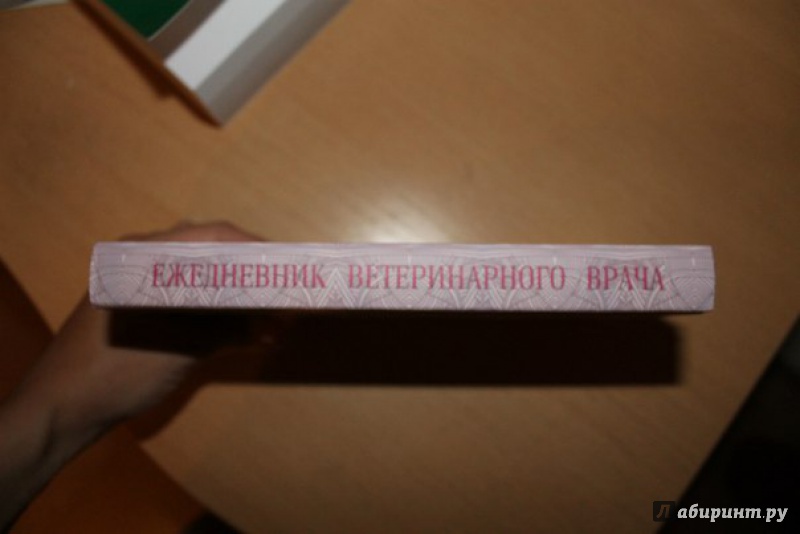 ЕЖЕДНЕВНИК ВЕТЕРИНАРНОГО ВРАЧА
Лабиринт.ру